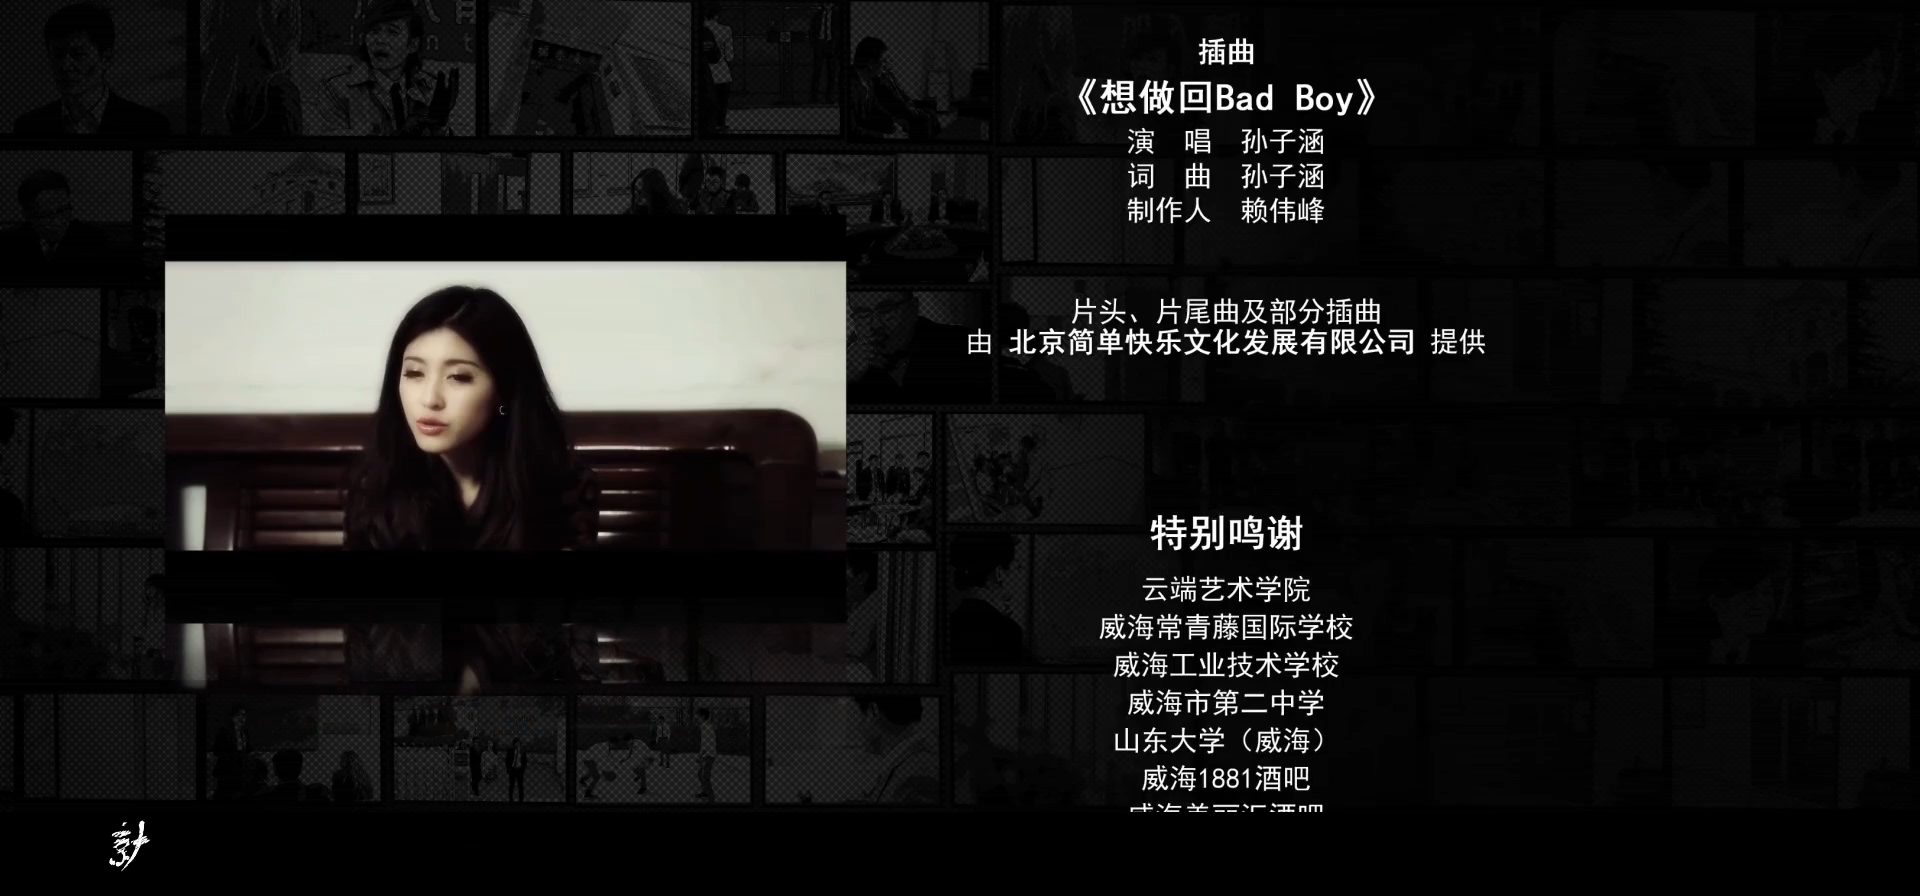 插曲
《想做回Bad Boy》
演 唱 孙子涵
词 曲 孙子涵
制作人 赖伟峰
片头、片尾曲及部分插曲
由 北京简单快乐文化发展有限公司 提供
特别鸣谢
云端艺术学院
威海常青藤国际学校
威海工业技术学校
威海市第二中学
山东大学（威海）
威海1881酒吧